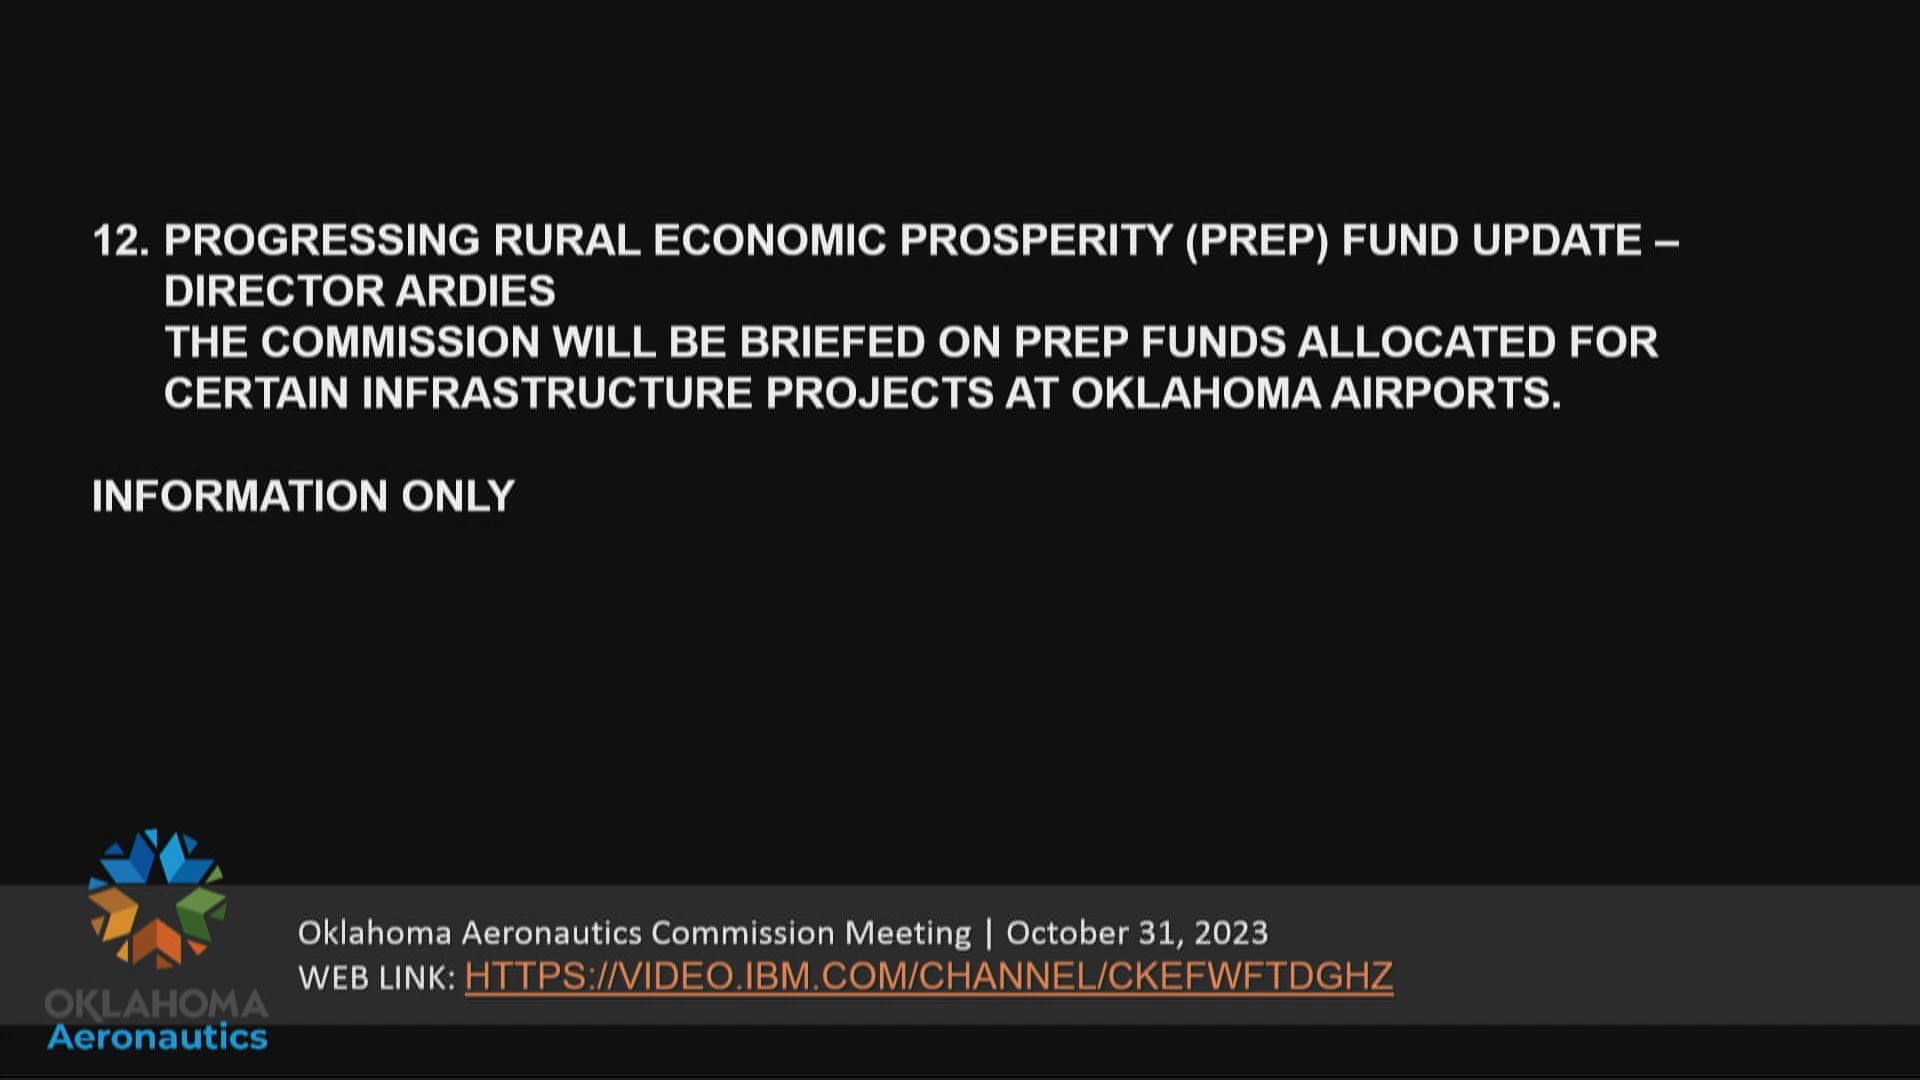 12. PROGRESSING RURAL ECONOMIC PROSPERITY (PREP) FUND UPDATE –
DIRECTOR ARDIES
THE COMMISSION WILL BE BRIEFED ON PREP FUNDS ALLOCATED FOR
CERTAIN INFRASTRUCTURE PROJECTS AT OKLAHOMA AIRPORTS.
INFORMATION ONLY
Oklahoma Aeronautics Commission Meeting | October 31, 2023
WEB LINK: HTTPS://VIDEO.IBM.COM/CHANNEL/CKEFWFTDGHZ
OKLAHOMA
Aeronautics